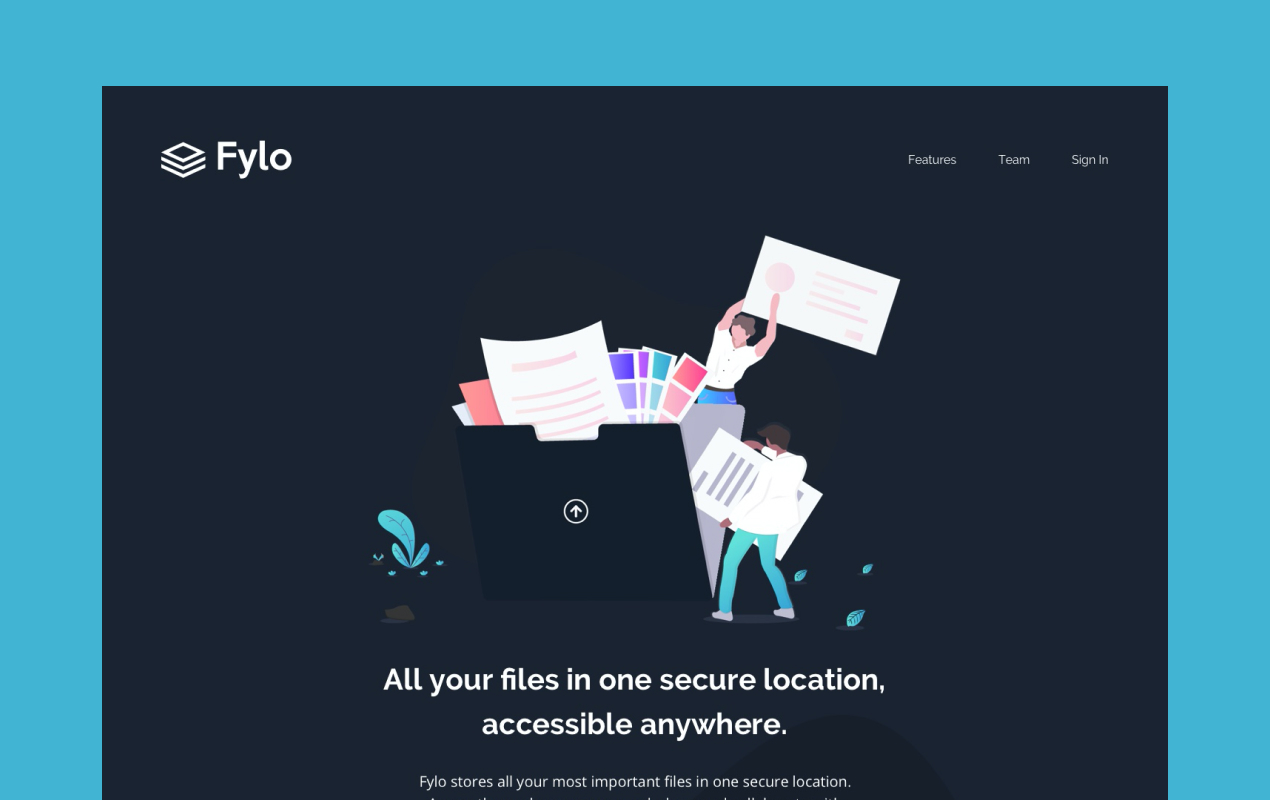 Fylo
Features
Team
Sign In
All your files in one secure location,
accessible anywhere.
Fylo stores all your most important files in one secure location.